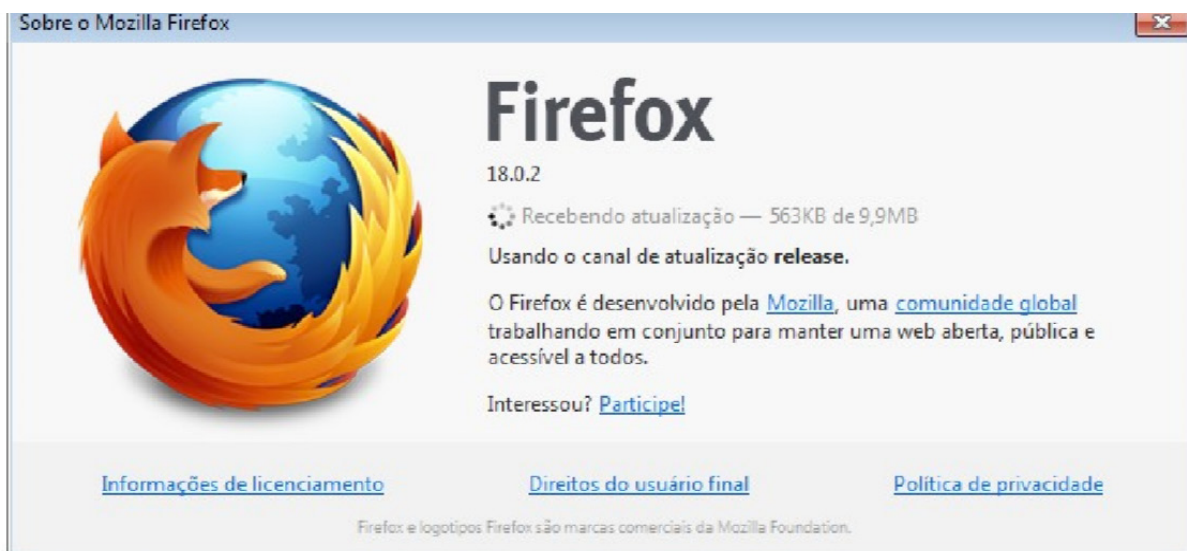 Sobre o Mozilla Firefox
Firefox
18.0.2
Recebendo atualização — 563KB de 9,9MB
Usando o canal de atualização release.
O Firefox é desenvolvido pela Mozilla, uma comunidade global
trabalhando em conjunto para manter uma web aberta, pública e
acessível a todos.
Interessou? Participe!
Informações de licenciamento
Direitos do usuário final
Política de privacidade
Firefox e logotipos Firefox são marcas comerciais da Mozilla Foundation.